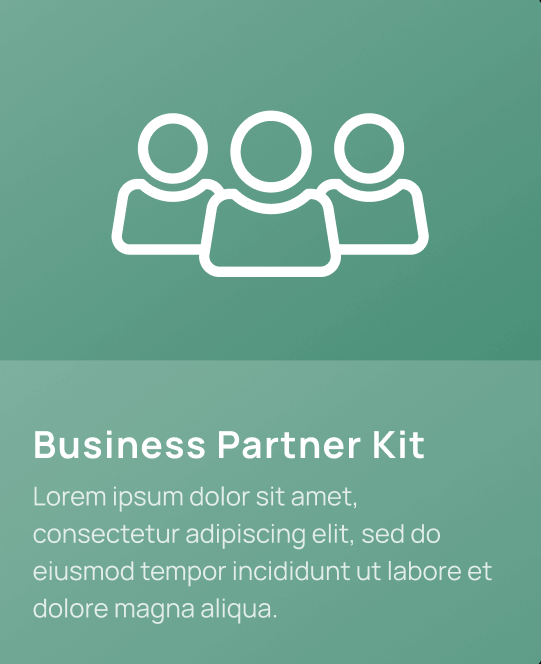 Business Partner Kit
Lorem ipsum dolor sit amet,
consectetur adipiscing elit, sed do
eiusmod tempor incididunt ut labore et
dolore magna aliqua.